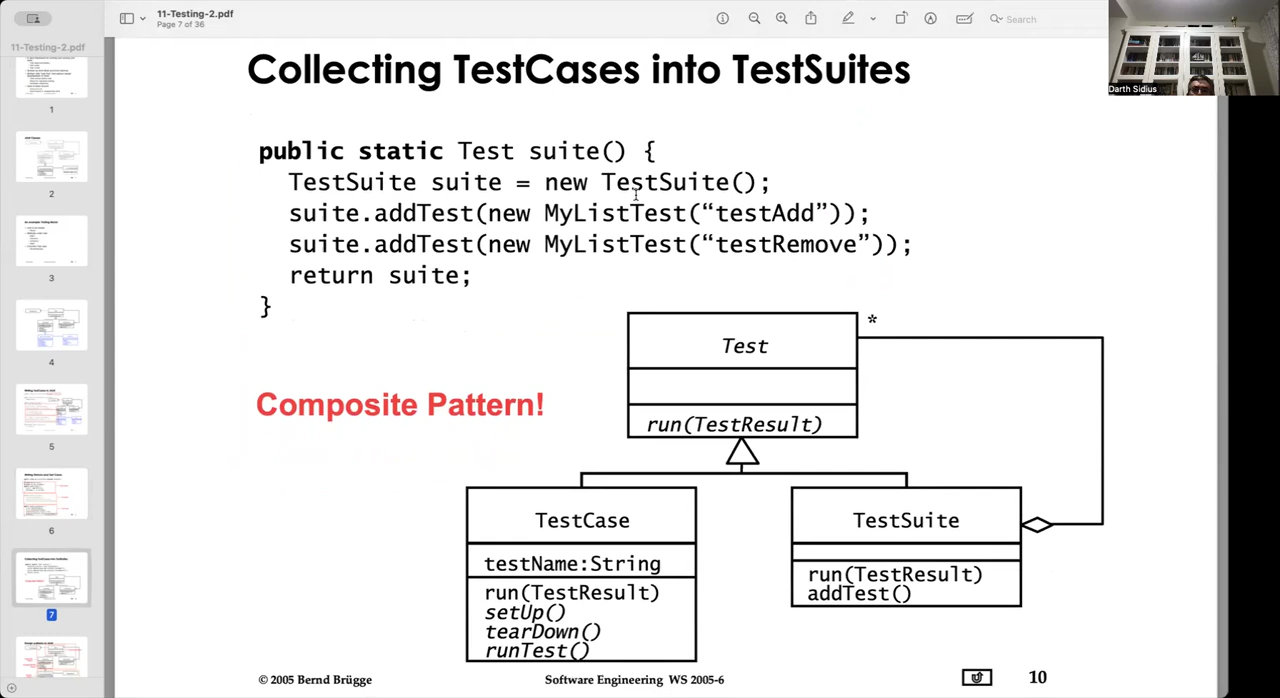 11-Testing-2.pdf
Page 7 of 36
Search
11-Testing-2.pdf
1
2
3
4
5
6
7
Darth Sidius
Collecting TestCases into TestSuites
public static Test suite() {
TestSuite suite = new TestSuite();
suite.addTest(new MyListTest(“testAdd”));
suite.addTest(new MyListTest(“testRemove”));
return suite;
}
Composite Pattern!
*
Test
run(TestResult)
TestCase
testName:String
run(TestResult)
setUp()
tearDown()
runTest()
TestSuite
run(TestResult)
addTest()
© 2005 Bernd Brügge
Software Engineering WS 2005-6
10